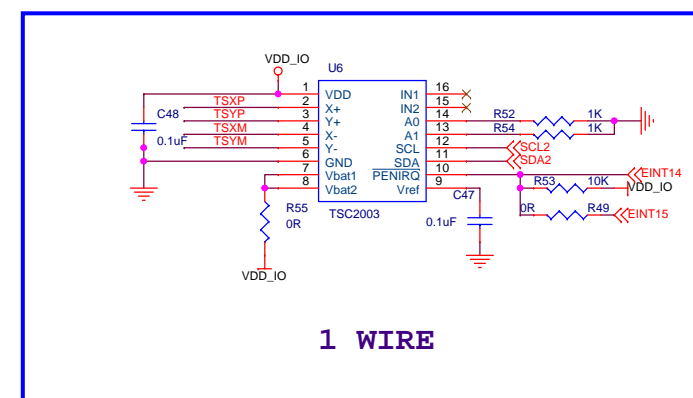 VDD_IO
U6
1 VDD IN1 16
TSXP 2 X+ IN2 15
TSYP 3 Y+ A0 14 R52 1K
C48 TSXM 4 X- A1 13 R54 1K
0.1uF TSYM 5 Y- SCL 12 SCL2
6 GND SDA 11 SDA2
7 Vbat1 PENIRQ 10 EINT14
8 Vbat2 Vref 9 C47 R53 10K VDD_IO
R55 TSC2003 0R R49 EINT15
0R 0.1uF
VDD_IO
1 WIRE